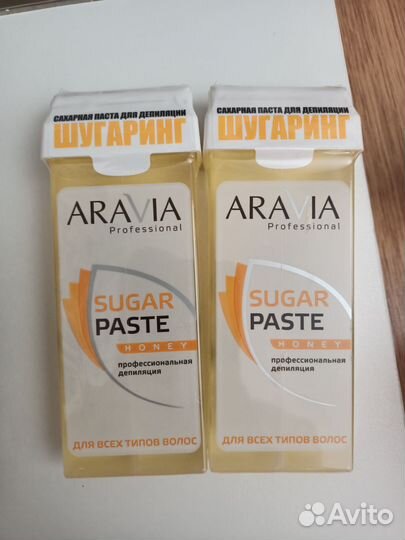 САХАРНАЯ ПАСТА ДЛЯ ДЕПИЛЯЦИИ
ШУГАРИНГ
ARAVIA
Professional
SUGAR
PASTE
HONEY
профессиональная
депиляция
ДЛЯ ВСЕХ ТИПОВ ВОЛОС
САХАРНАЯ ПАСТА ДЛЯ ДЕПИЛЯЦИИ
ШУГАРИНГ
ARAVIA
Professional
SUGAR
PASTE
HONEY
профессиональная
депиляция
ДЛЯ ВСЕХ ТИПОВ ВОЛОС
Avito